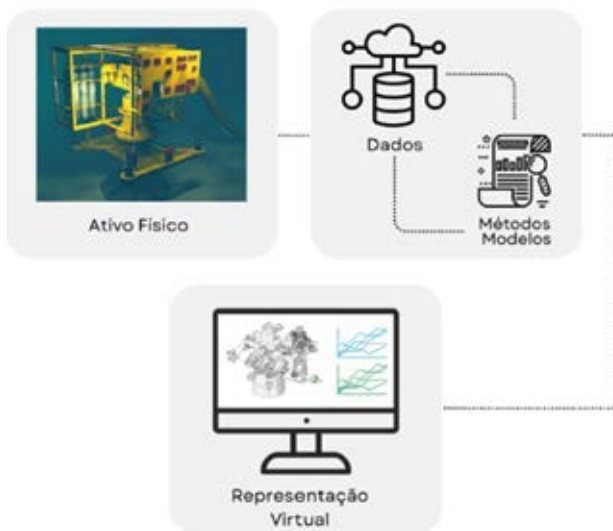 Ativo Físico
Dados
Métodos
Modelos
Representação
Virtual